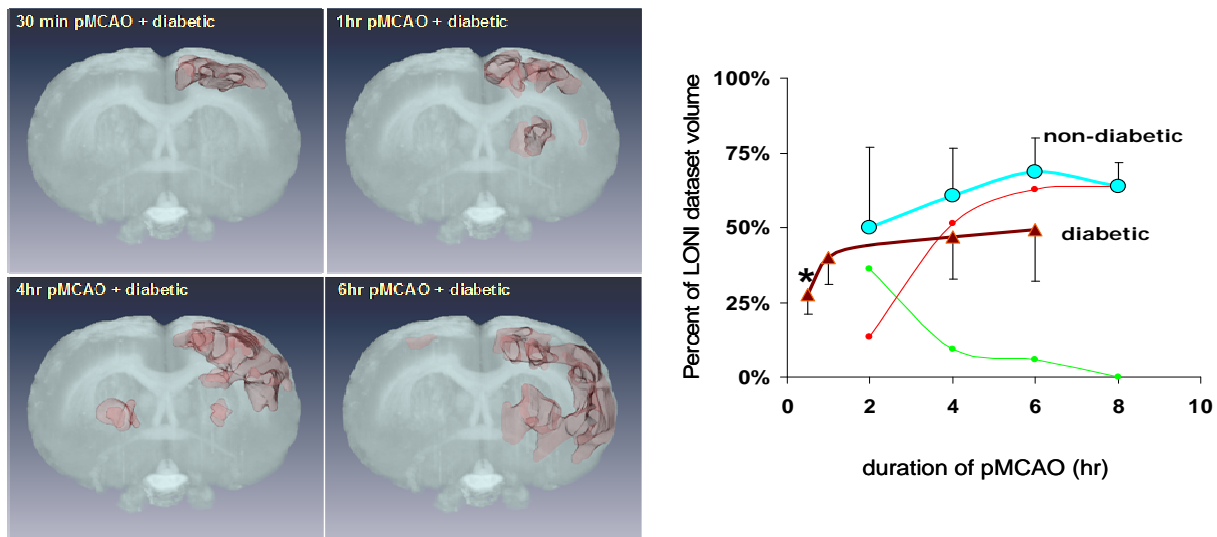 30 min pMCAO + diabetic
1hr pMCAO + diabetic
4hr pMCAO + diabetic
6hr pMCAO + diabetic
Percent of LONI dataset volume
100%
75%
50%
25%
0%
non-diabetic
diabetic
*
0 2 4 6 8 10
duration of pMCAO (hr)